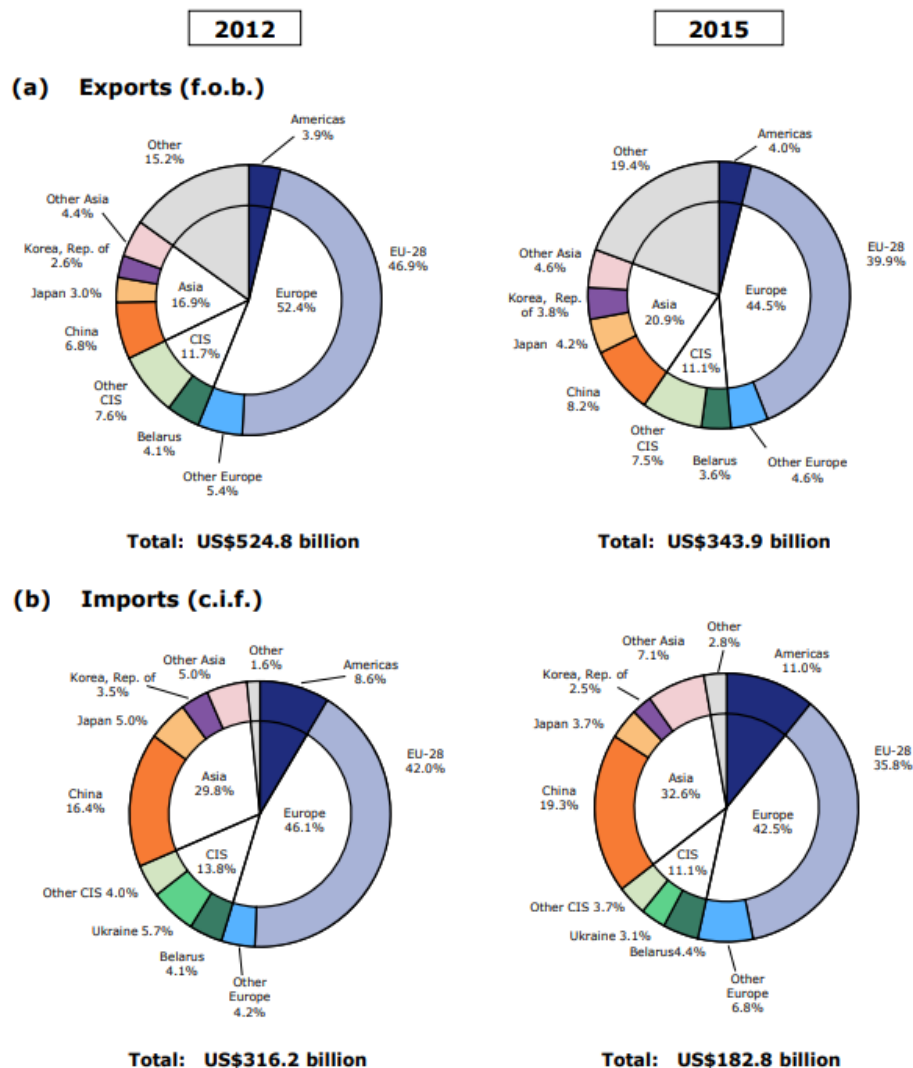 2012
2015
(a) Exports (f.o.b.)
Americas
3.9%
Other
15.2%
Other Asia
4.4%
Korea, Rep. of
2.6%
Japan 3.0%
China
6.8%
Other
CIS
7.6%
Belarus
4.1%
Other Europe
5.4%
EU-28
46.9%
Asia
16.9%
Europe
52.4%
CIS
11.7%
Total: US$524.8 billion
Americas
4.0%
Other
19.4%
Other Asia
4.6%
Korea, Rep.
of 3.8%
Japan 4.2%
China
8.2%
Other
CIS
7.5%
Belarus
3.6%
Other Europe
4.6%
EU-28
39.9%
Asia
20.9%
Europe
44.5%
CIS
11.1%
Total: US$343.9 billion
(b) Imports (c.i.f.)
Other
1.6%
Americas
8.6%
Other Asia
5.0%
Korea, Rep. of
3.5%
Japan 5.0%
China
16.4%
Other CIS 4.0%
Ukraine 5.7%
Belarus
4.1%
Other
Europe
4.2%
EU-28
42.0%
Asia
29.8%
Europe
46.1%
CIS
13.8%
Total: US$316.2 billion
Other
2.8%
Americas
11.0%
Other Asia
7.1%
Korea, Rep. of
2.5%
Japan 3.7%
China
19.3%
Other CIS 3.7%
Ukraine 3.1%
Belarus4.4%
Other
Europe
6.8%
EU-28
35.8%
Asia
32.6%
Europe
42.5%
CIS
11.1%
Total: US$182.8 billion